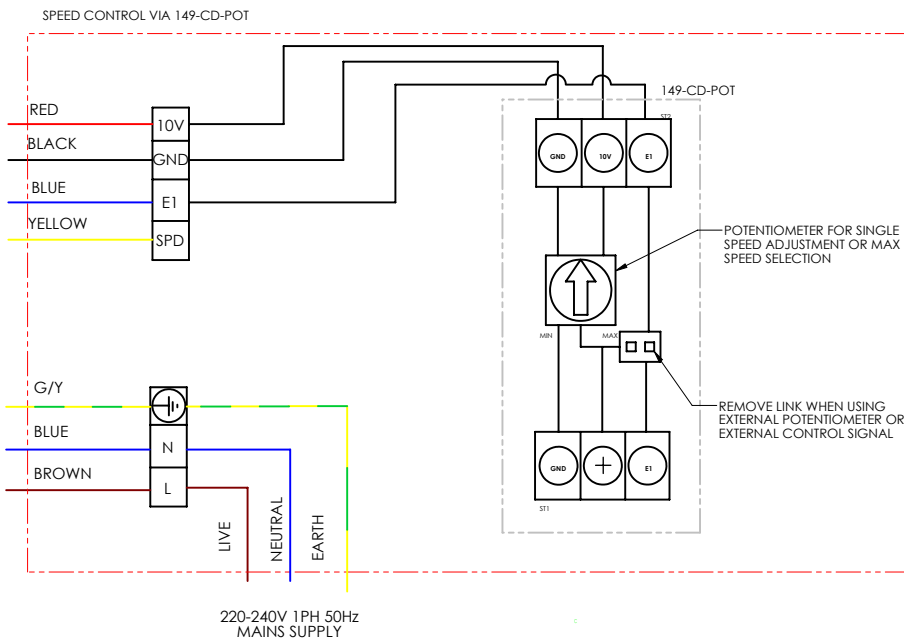 SPEED CONTROL VIA 149-CD-POT
149-CD-POT
RED
10V
BLACK
GND
BLUE
E1
YELLOW
SPD
ST2
GND
10V
E1
POTENTIOMETER FOR SINGLE
SPEED ADJUSTMENT OR MAX
SPEED SELECTION
MIN
MAX
REMOVE LINK WHEN USING
EXTERNAL POTENTIOMETER OR
EXTERNAL CONTROL SIGNAL
GND
E1
ST1
G/Y
BLUE
N
BROWN
L
LIVE
NEUTRAL
EARTH
220-240V 1PH 50Hz
MAINS SUPPLY